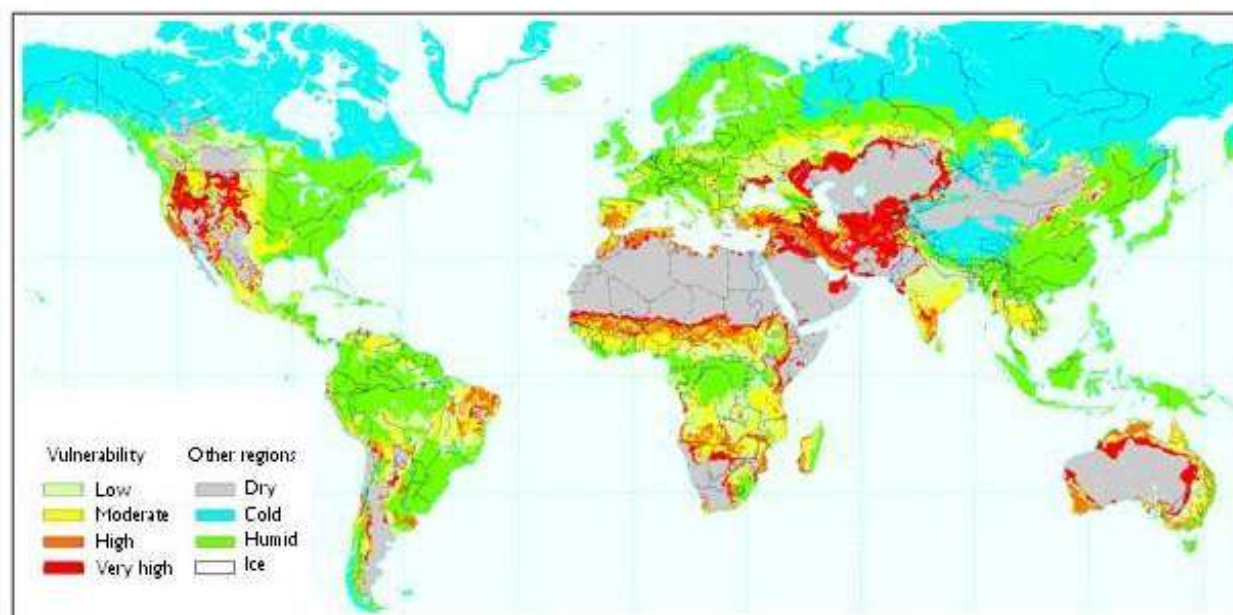 Vulnerability
Low
Moderate
High
Very high
Other regions
Dry
Cold
Humid
Ice